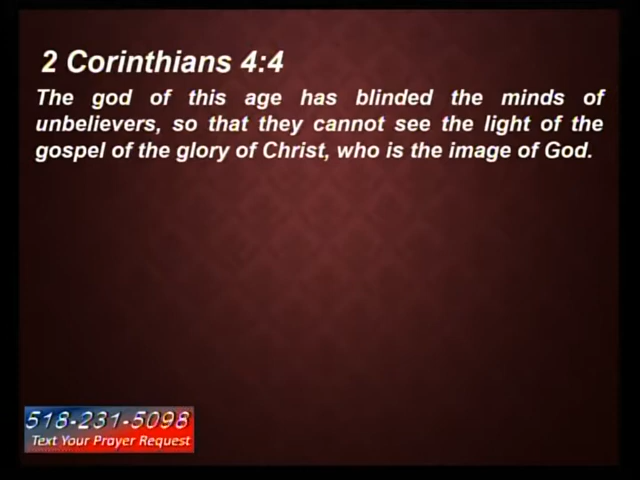 2 Corinthians 4:4
The god of this age has blinded the minds of
unbelievers, so that they cannot see the light of the
gospel of the glory of Christ, who is the image of God.
518-231-5098
Text Your Prayer Request